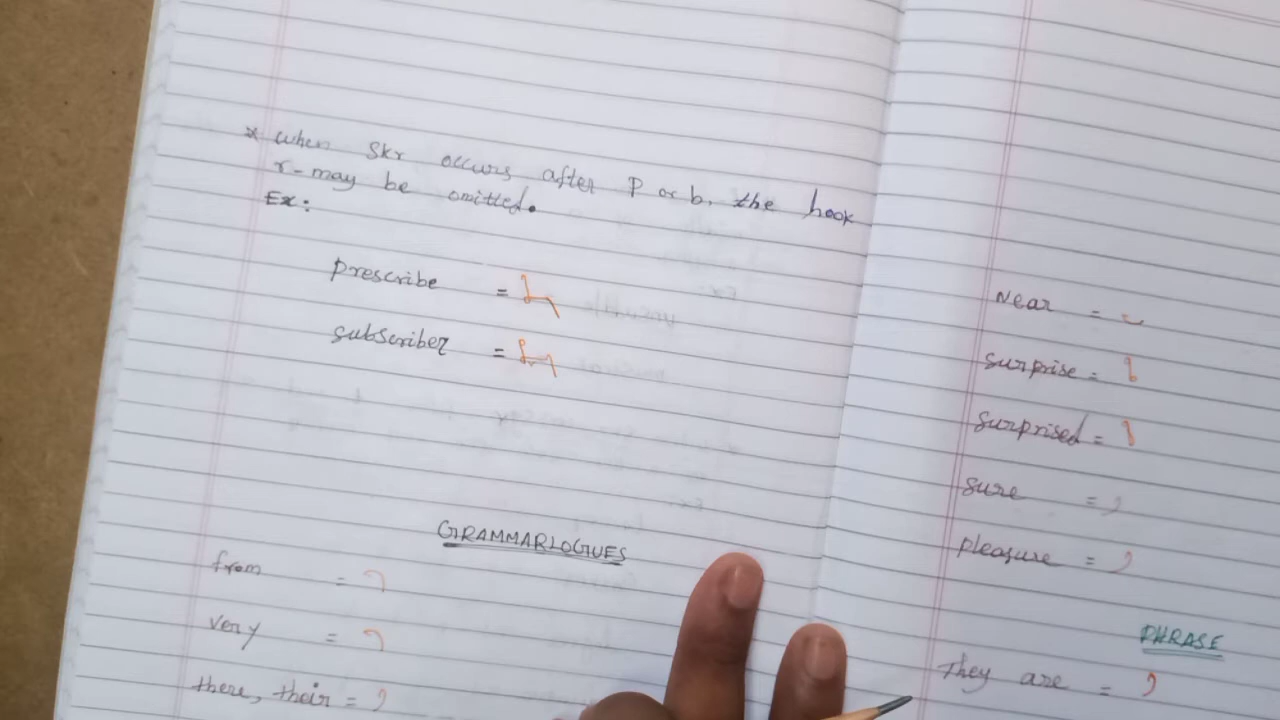 * When Skr occurs after P or b, the hook
r-may be omitted.
Ex:
prescribe =
subscriber =
GRAMMARLOGUES
from =
very =
there, their =
Near =
surprise =
surprised =
sure =
pleasure =
PHRASE
They are =